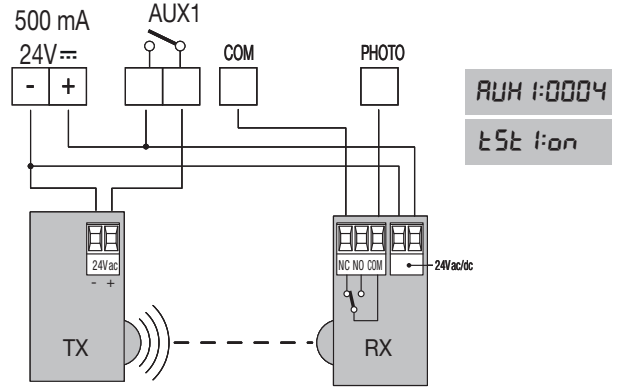 500 mA
24V⎓
AUX1
COM
PHOTO
- +
AUX 1:0004
tSt 1:on
24Vac
- +
NC NO COM
24Vac/dc
TX
RX